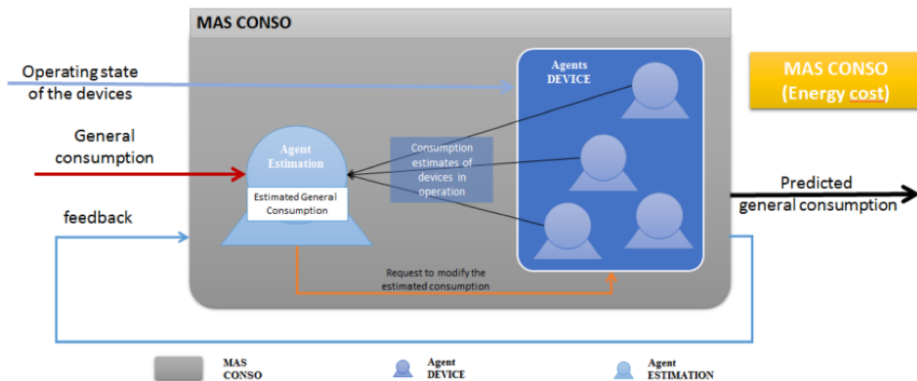 MAS CONSO
Operating state
of the devices
General
consumption
feedback
Agent
Estimation
Estimated General
Consumption
Consumption
estimates of
devices in
operation
Agents
DEVICE
Request to modify the
estimated consumption
MAS CONSO
(Energy cost)
Predicted
general consumption
MAS
CONSO
Agent
DEVICE
Agent
ESTIMATION